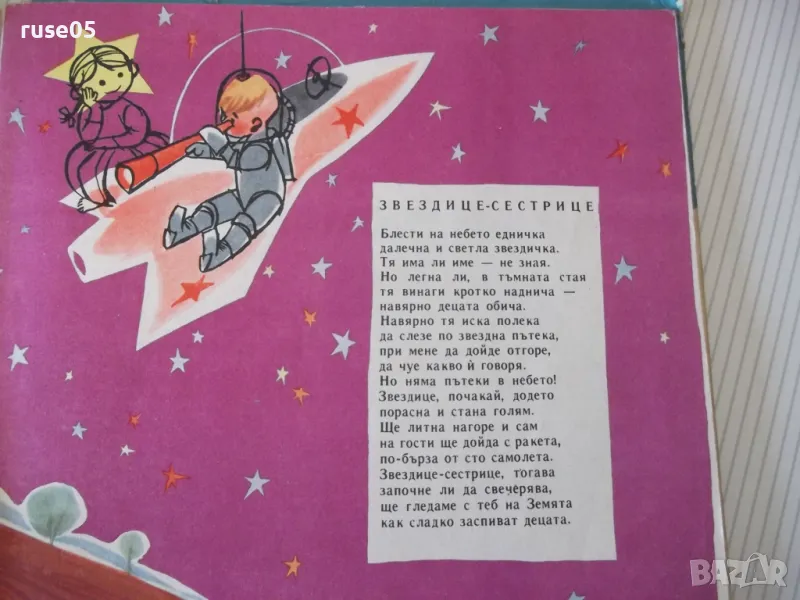 ruse05
ЗВЕЗДИЦЕ-СЕСТРИЦЕ
Блести на небето едничка
далечна и светла звездичка.
Тя има ли име — не зная.
Но легна ли, в тъмната стая
тя винаги кротко наднича —
навярно децата обича.
Навярно тя иска полека
да слезе по звездна пътека,
при мене да дойде отгоре,
да чуе какво ѝ говоря.
Но няма пътеки в небето!
Звездице, почакай, додето
порасна и стана голям.
Ще литна нагоре и сам
на гости ще дойда с ракета,
по-бърза от сто самолета.
Звездице-сестрице, тогава
започне ли да свечерява,
ще гледаме с теб на Земята
как сладко заспиват децата.
BAZAR